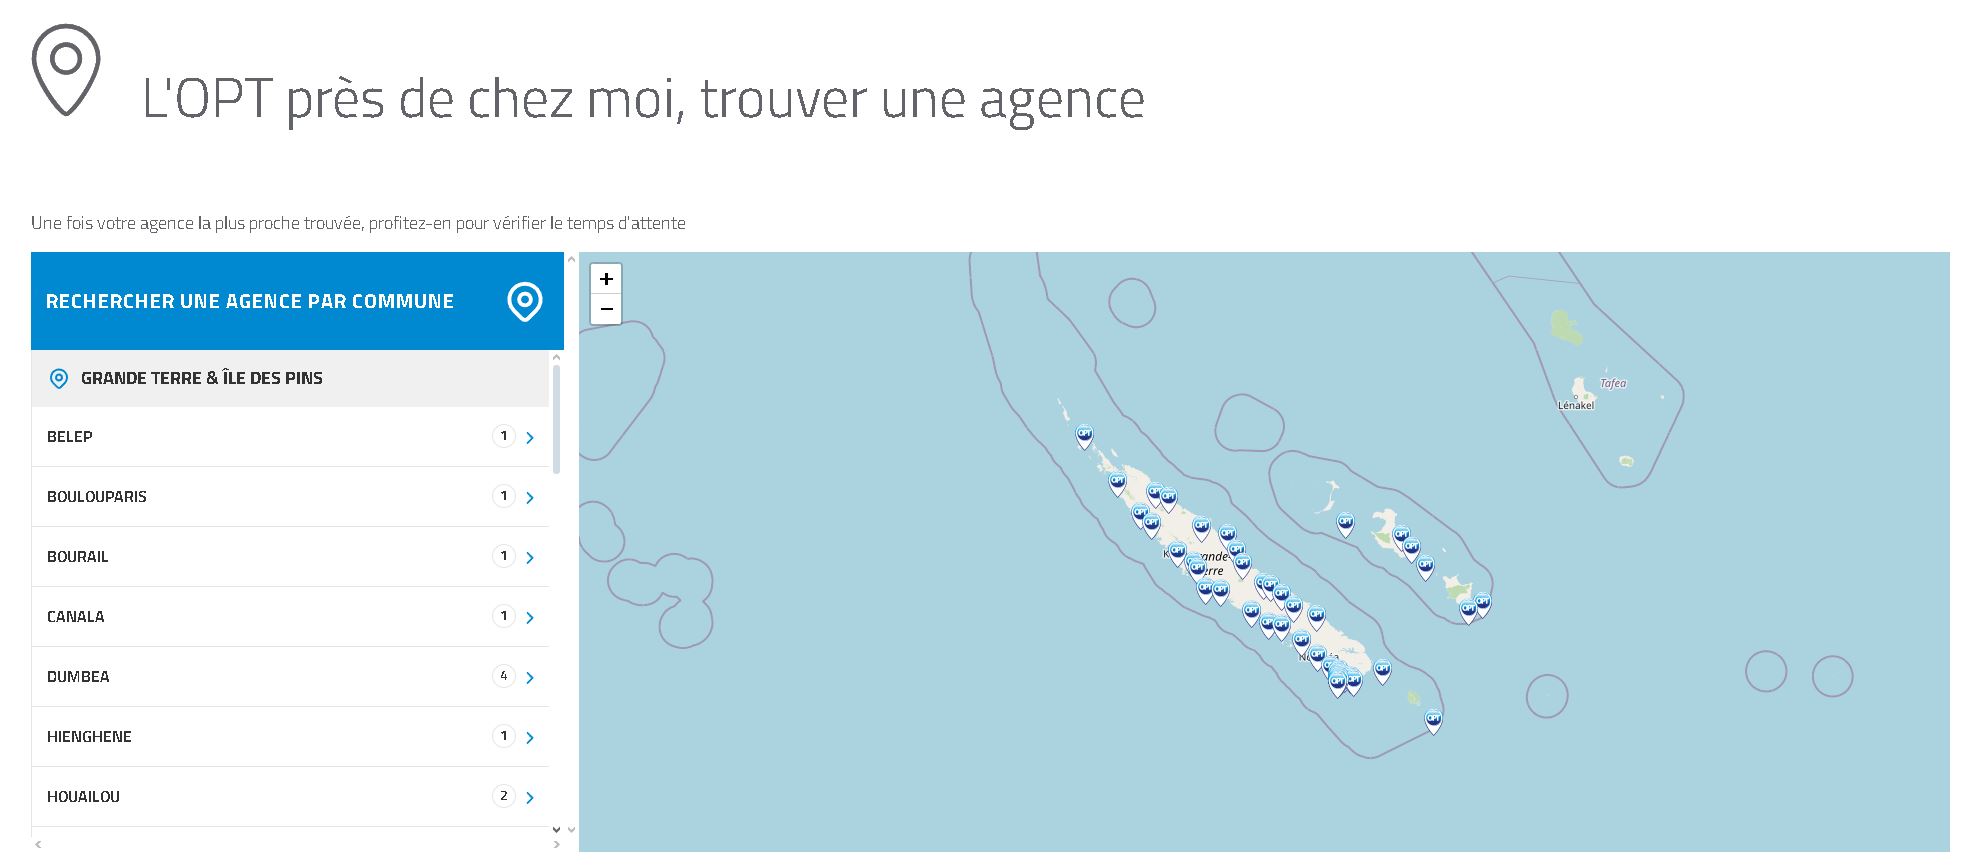 L'OPT près de chez moi, trouver une agence
Une fois votre agence la plus proche trouvée, profitez-en pour vérifier le temps d'attente
RECHERCHER UNE AGENCE PAR COMMUNE
GRANDE TERRE & ÎLE DES PINS
BELEP 1
BOULOUPARIS 1
BOURAIL 1
CANALA 1
DUMBEA 4
HIENGHENE 1
HOUAILOU 2
+
−
Tafea
Lénakel
OPT